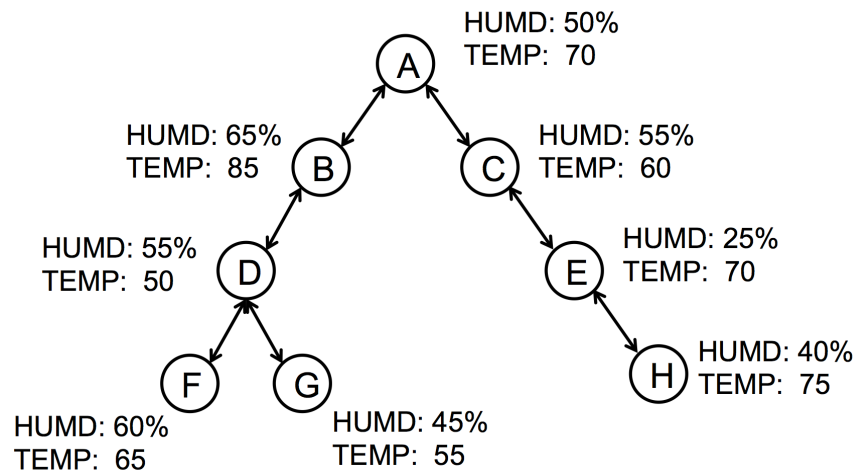 HUMD: 50%
TEMP: 70
A
HUMD: 65%
TEMP: 85
B
C
HUMD: 55%
TEMP: 60
HUMD: 55%
TEMP: 50
D
E
HUMD: 25%
TEMP: 70
F
G
H
HUMD: 40%
TEMP: 75
HUMD: 60%
TEMP: 65
HUMD: 45%
TEMP: 55